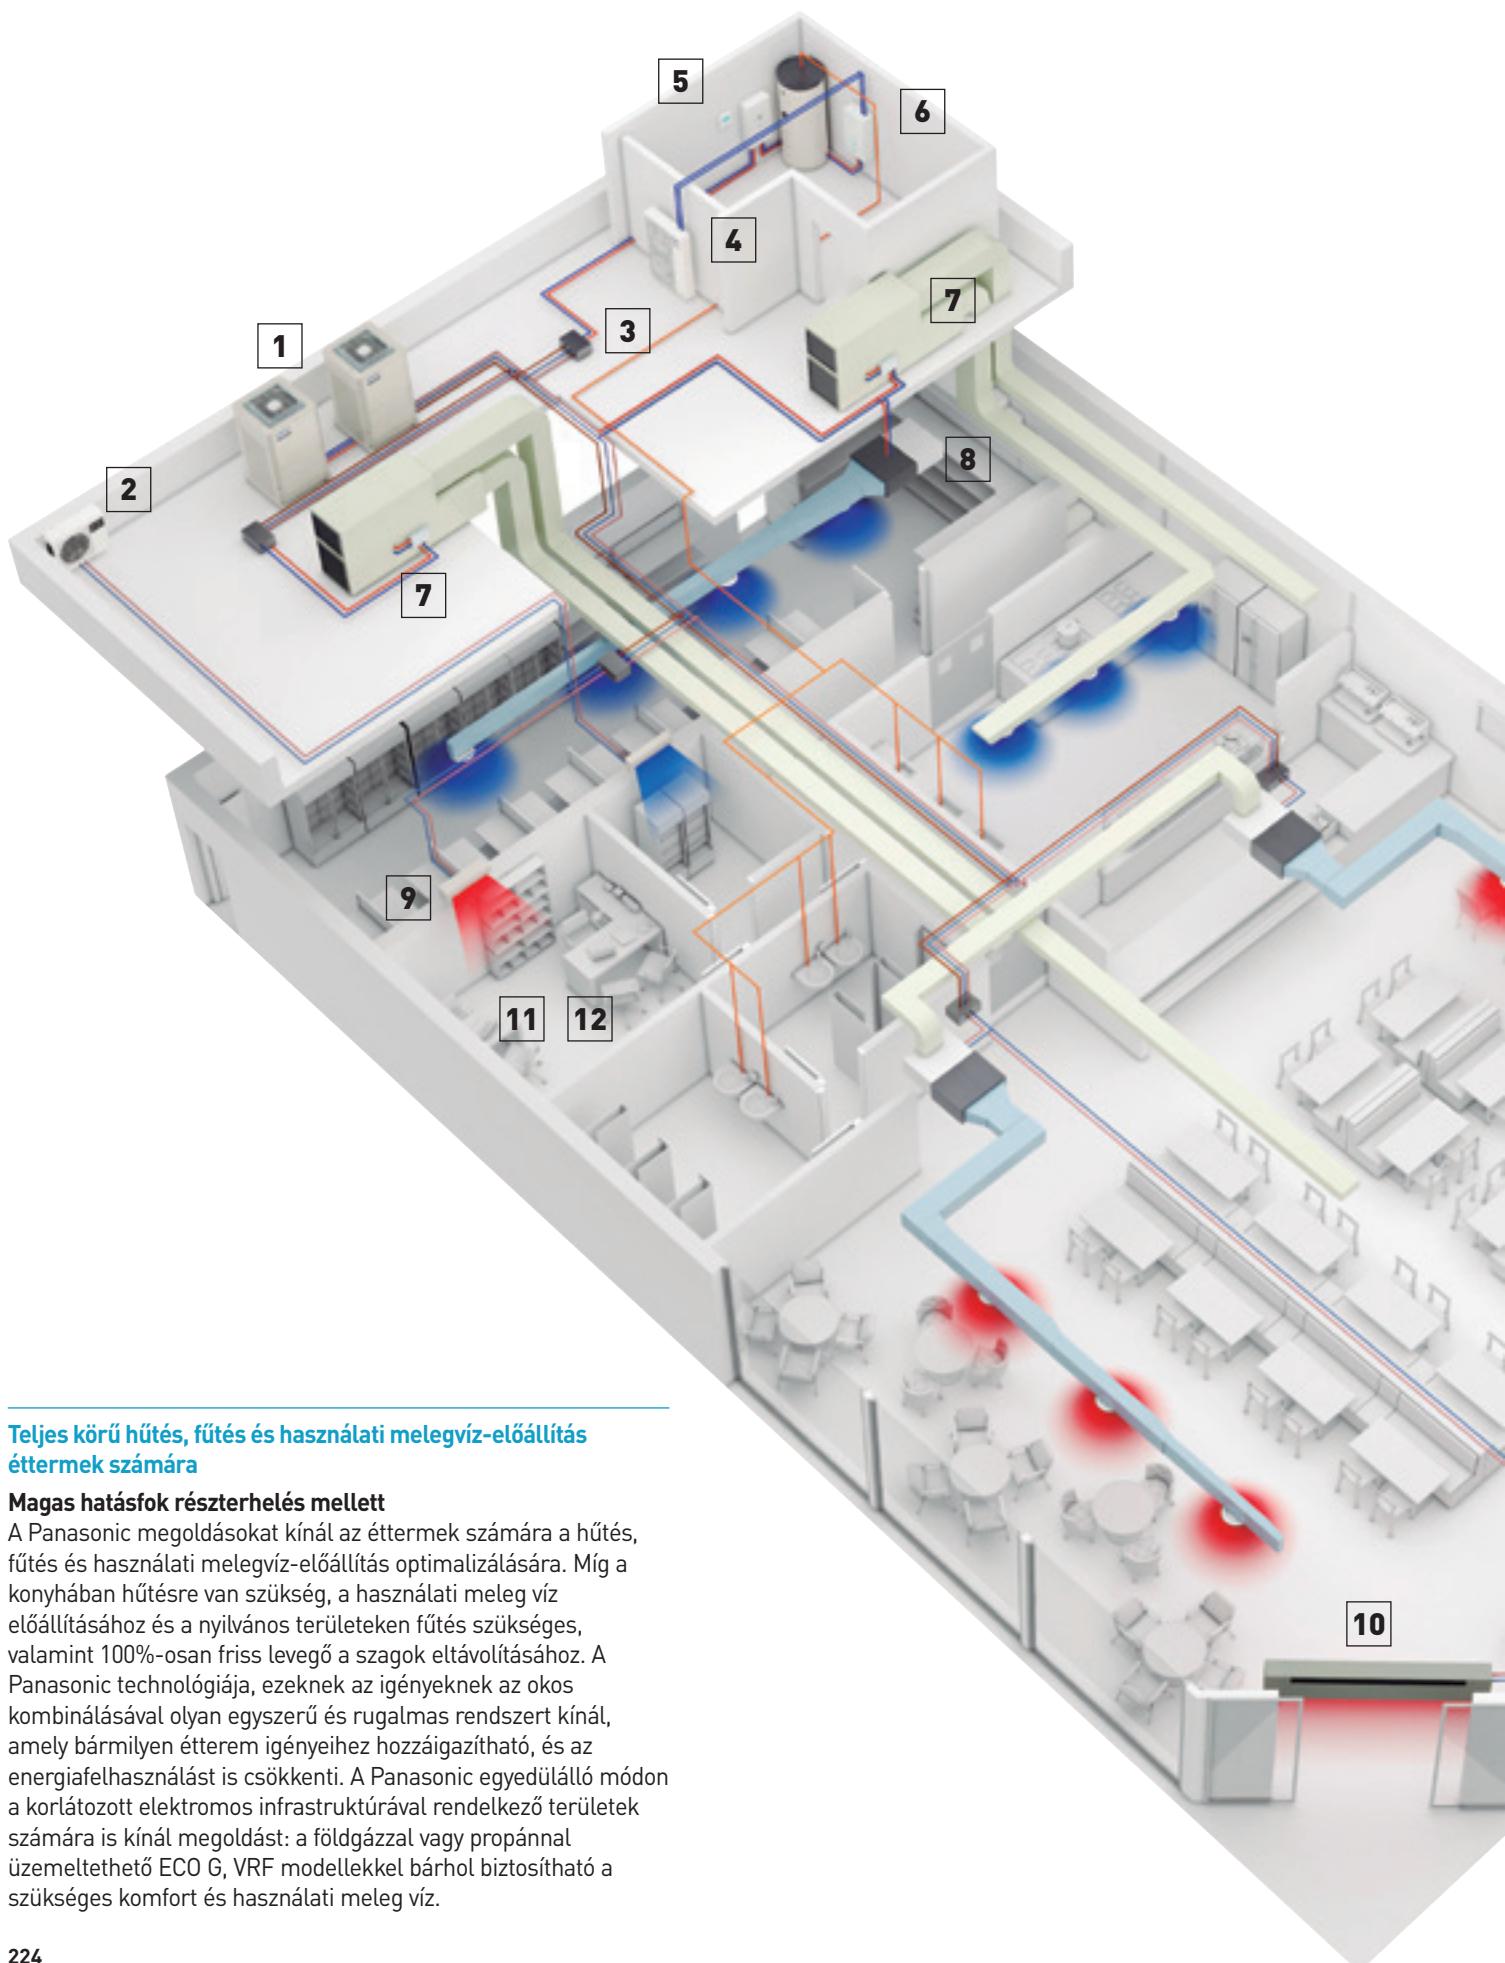 5
6
4
7
3
1
8
2
7
9
11
12
10
Teljes körű hűtés, fűtés és használati melegvíz-előállítás
éttermek számára
Magas hatásfok részterhelés mellett
A Panasonic megoldásokat kínál az éttermek számára a hűtés,
fűtés és használati melegvíz-előállítás optimalizálására. Míg a
konyhában hűtésre van szükség, a használati meleg víz
előállításához és a nyilvános területeken fűtés szükséges,
valamint 100%-osan friss levegő a szagok eltávolításához. A
Panasonic technológiája, ezeknek az igényeknek az okos
kombinálásával olyan egyszerű és rugalmas rendszert kínál,
amely bármilyen étterem igényeihez hozzáigazítható, és az
energiafelhasználást is csökkenti. A Panasonic egyedülálló módon
a korlátozott elektromos infrastruktúrával rendelkező területek
számára is kínál megoldást: a földgázzal vagy propánnal
üzemeltethető ECO G, VRF modellekkel bárhol biztosítható a
szükséges komfort és használati meleg víz.
224